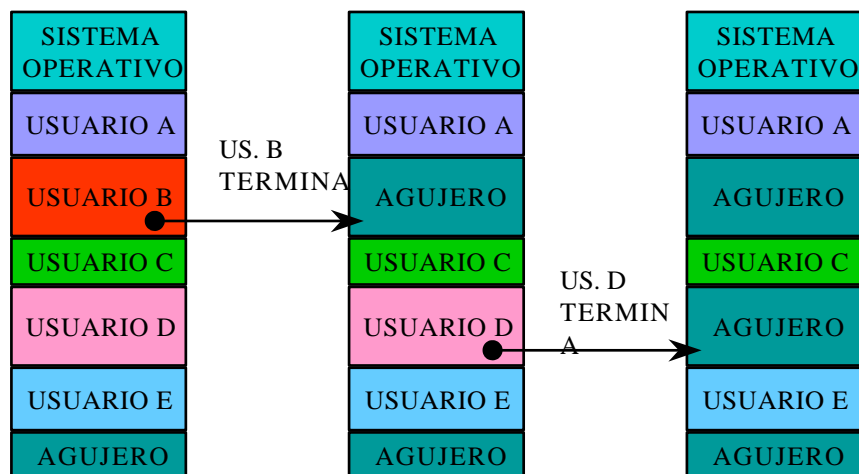 SISTEMA
OPERATIVO
USUARIO A
USUARIO B
USUARIO C
USUARIO D
USUARIO E
AGUJERO
US. B
TERMINA
SISTEMA
OPERATIVO
USUARIO A
AGUJERO
USUARIO C
USUARIO D
USUARIO E
AGUJERO
US. D
TERMIN
A
SISTEMA
OPERATIVO
USUARIO A
AGUJERO
USUARIO C
AGUJERO
USUARIO E
AGUJERO